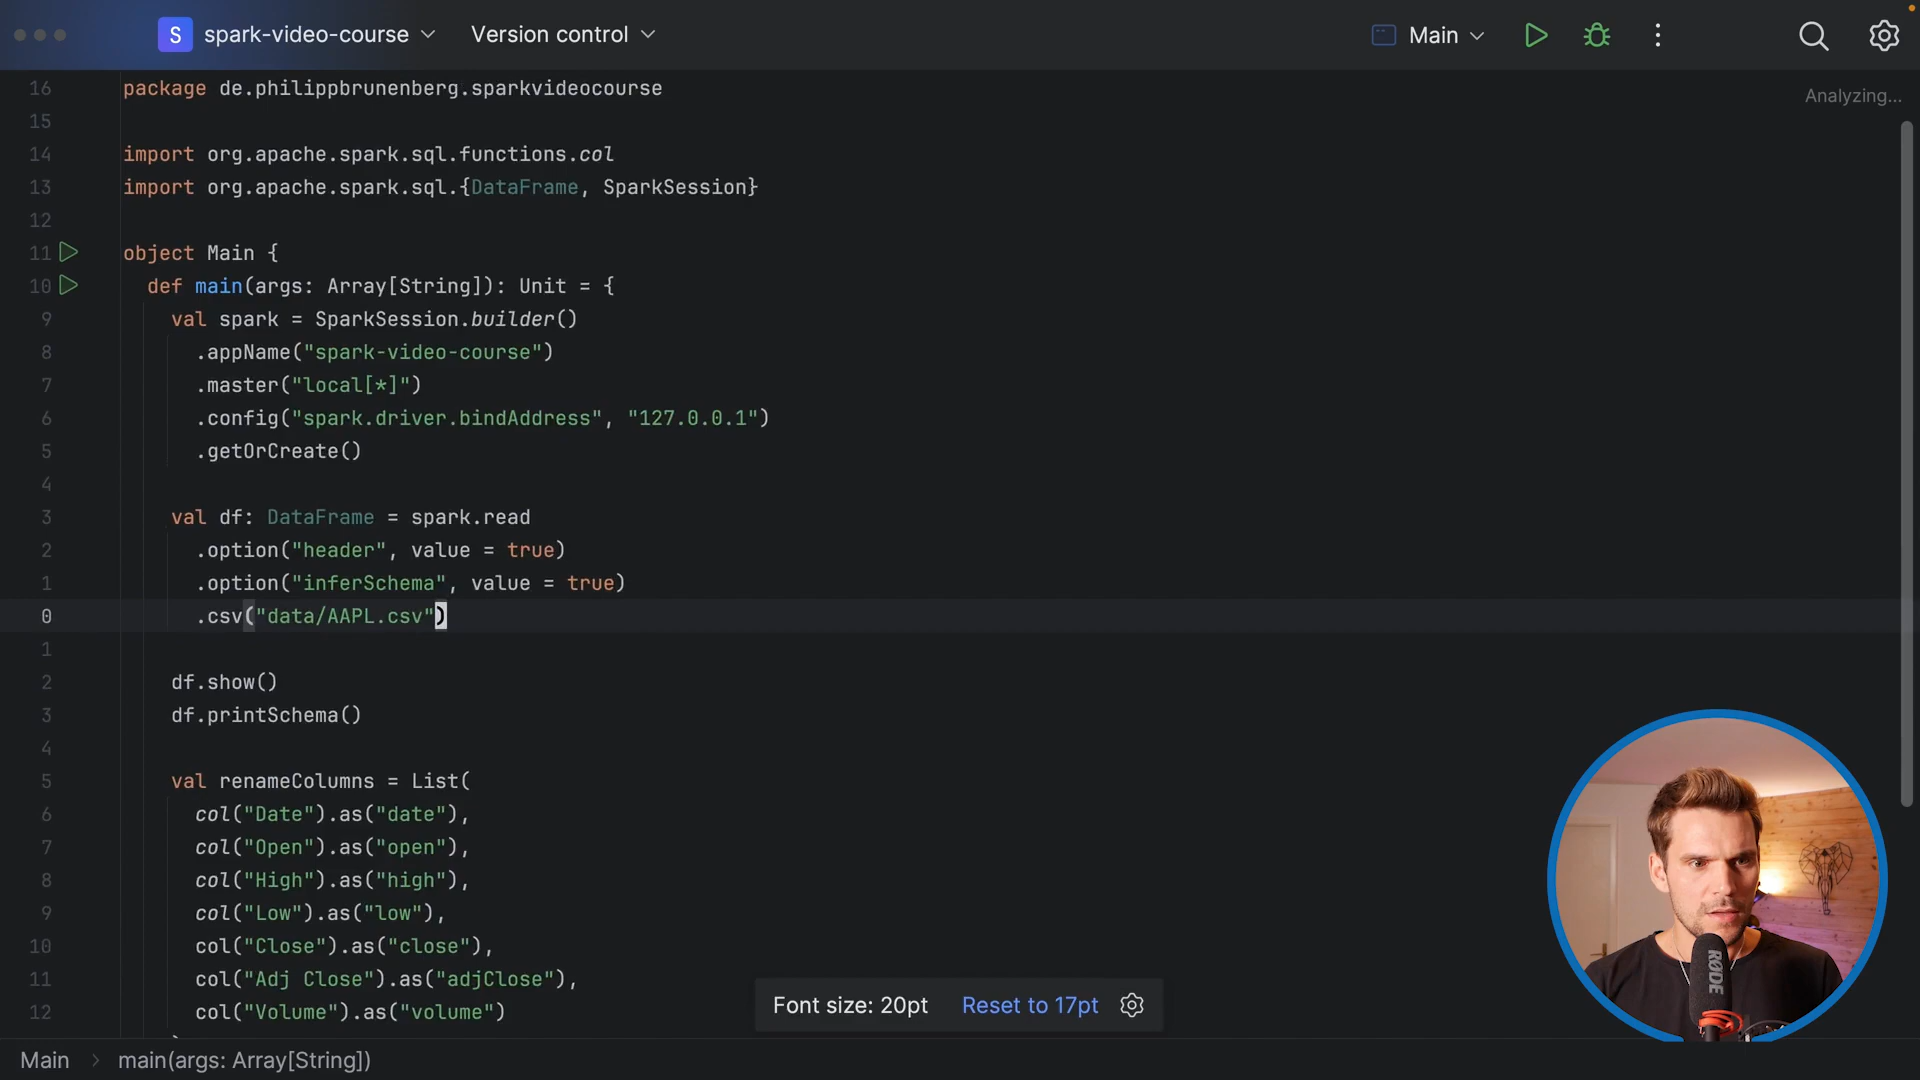 S spark-video-course Version control Main
Analyzing...
16 package de.philippbrunenberg.sparkvideocourse
15
14 import org.apache.spark.sql.functions.col
13 import org.apache.spark.sql.{DataFrame, SparkSession}
12
11 object Main {
10 def main(args: Array[String]): Unit = {
9 val spark = SparkSession.builder()
8 .appName("spark-video-course")
7 .master("local[*]")
6 .config("spark.driver.bindAddress", "127.0.0.1")
5 .getOrCreate()
4
3 val df: DataFrame = spark.read
2 .option("header", value = true)
1 .option("inferSchema", value = true)
0 .csv("data/AAPL.csv")
1
2 df.show()
3 df.printSchema()
4
5 val renameColumns = List(
6 col("Date").as("date"),
7 col("Open").as("open"),
8 col("High").as("high"),
9 col("Low").as("low"),
10 col("Close").as("close"),
11 col("Adj Close").as("adjClose"),
12 col("Volume").as("volume")
Font size: 20pt Reset to 17pt
RØDE
Main > main(args: Array[String])